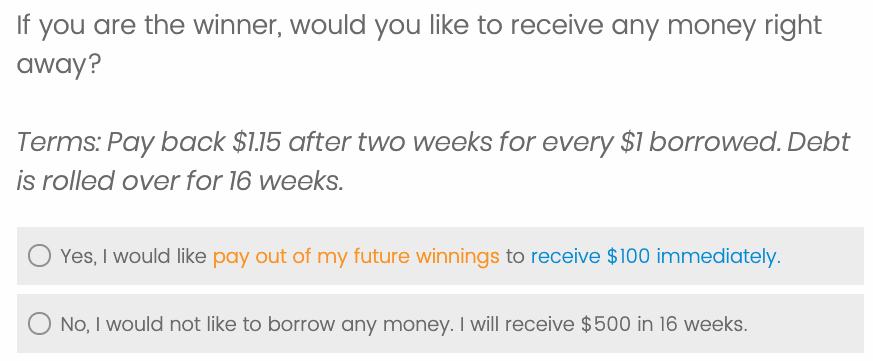 If you are the winner, would you like to receive any money right
away?
Terms: Pay back $1.15 after two weeks for every $1 borrowed. Debt
is rolled over for 16 weeks.
Yes, I would like pay out of my future winnings to receive $100 immediately.
No, I would not like to borrow any money. I will receive $500 in 16 weeks.